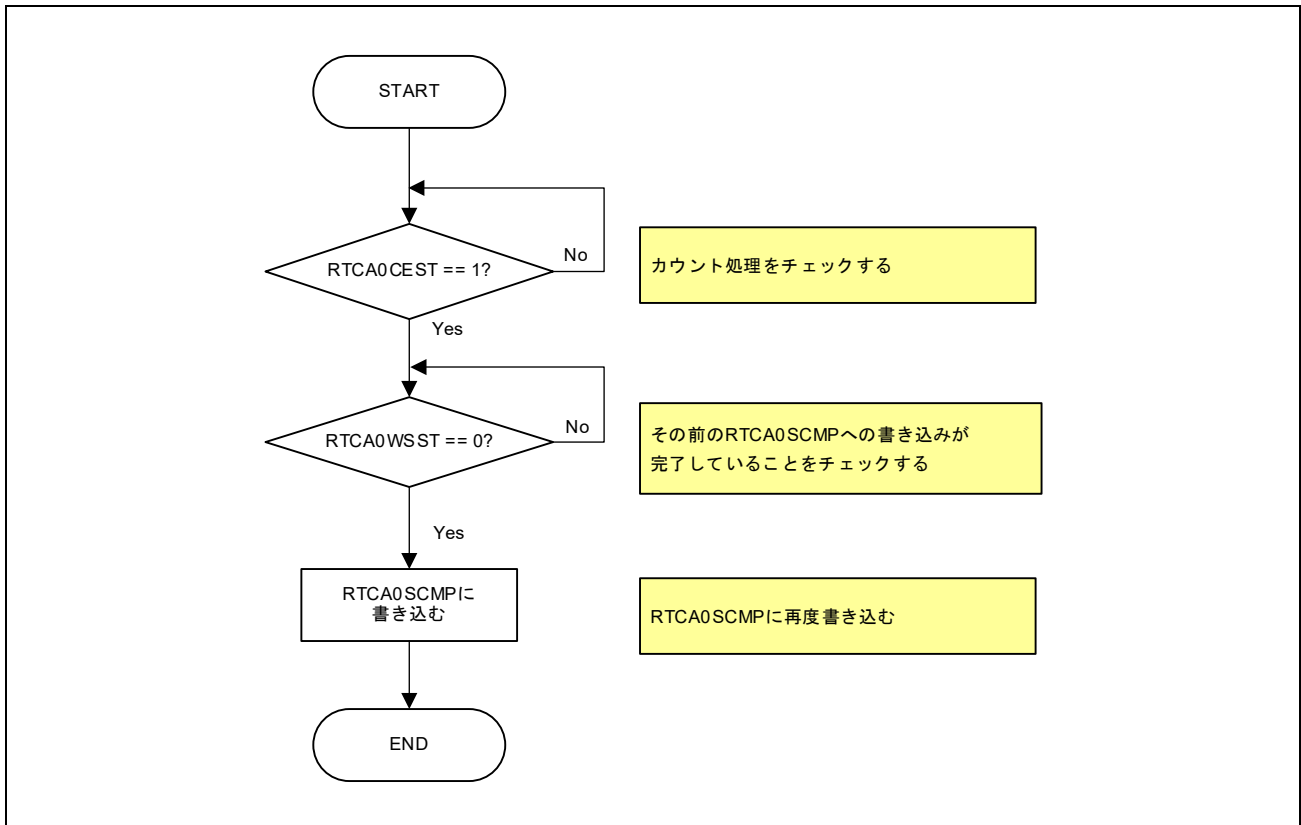 START
RTCA0CEST == 1?
No
カウント処理をチェックする
Yes
RTCA0WSST == 0?
No
その前のRTCA0SCMPへの書き込みが
完了していることをチェックする
Yes
RTCA0SCMPに
書き込む
RTCA0SCMPに再度書き込む
END